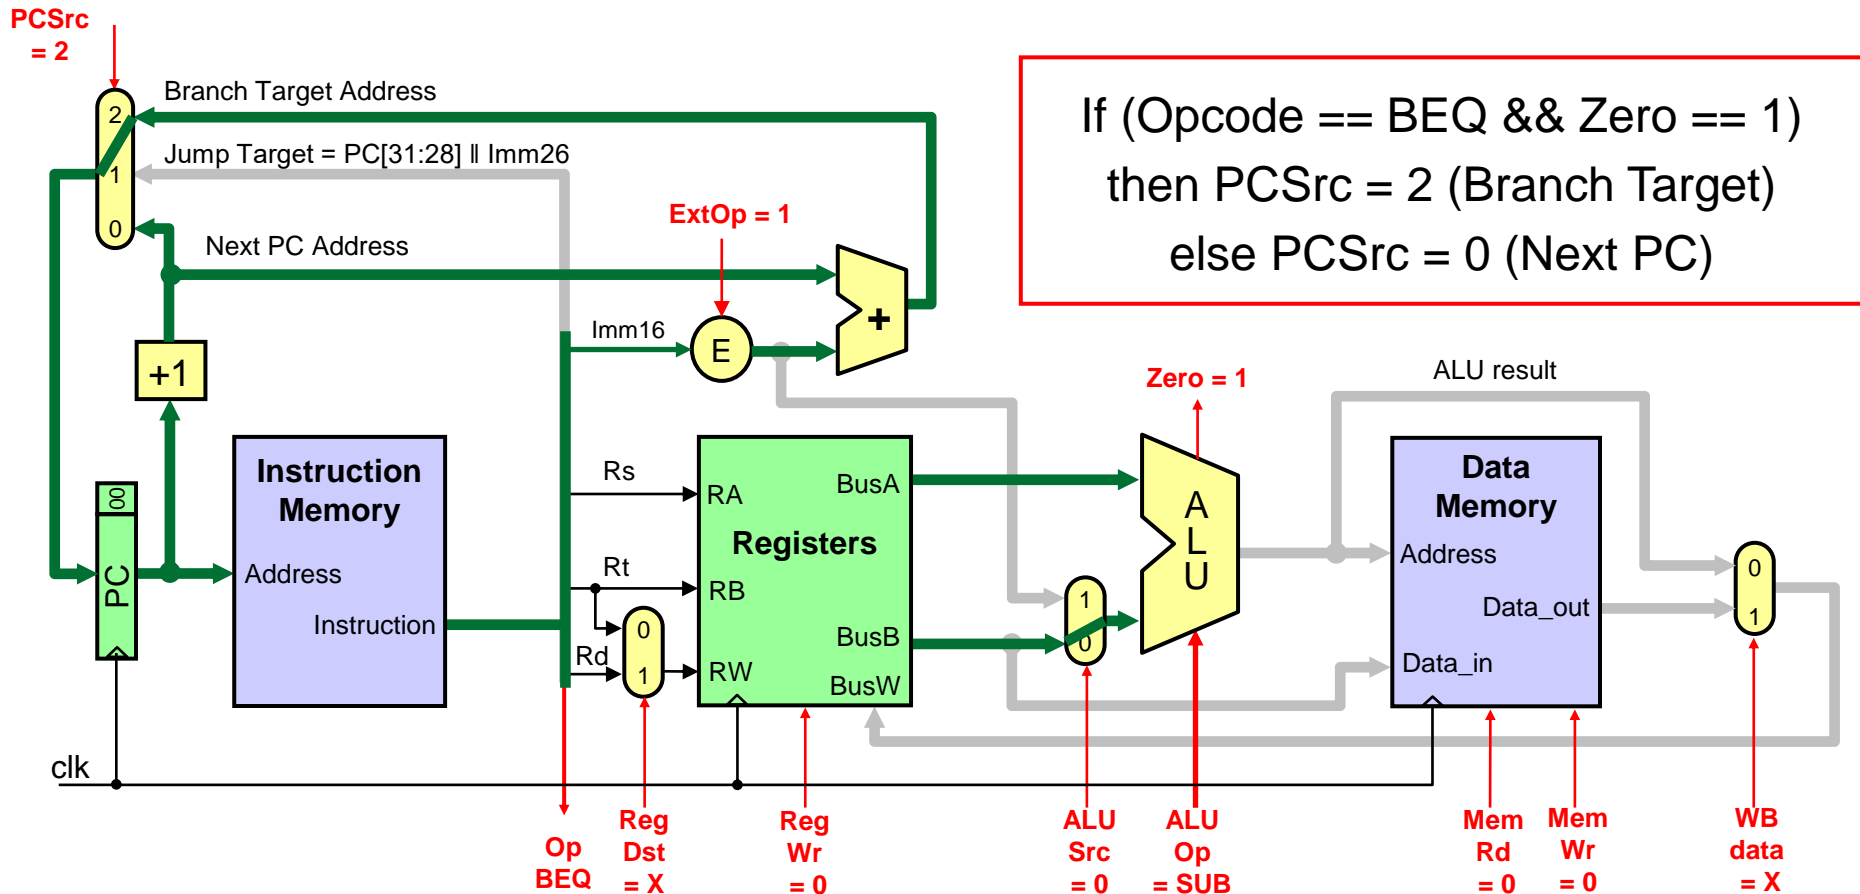 PCSrc
= 2
Branch Target Address
2
Jump Target = PC[31:28] ‖ Imm26
1
0
Next PC Address
ExtOp = 1
If (Opcode == BEQ && Zero == 1)
then PCSrc = 2 (Branch Target)
else PCSrc = 0 (Next PC)
+
Imm16
E
+1
Zero = 1
ALU result
Instruction
Memory
Address
Instruction
00
PC
Rs
Rt
Rd
0
1
RA
RB
RW
BusA
Registers
BusB
BusW
1
0
A
L
U
Data
Memory
Address
Data_out
Data_in
0
1
clk
Op
BEQ
Reg
Dst
= X
Reg
Wr
= 0
ALU
Src
= 0
ALU
Op
= SUB
Mem
Rd
= 0
Mem
Wr
= 0
WB
data
= X